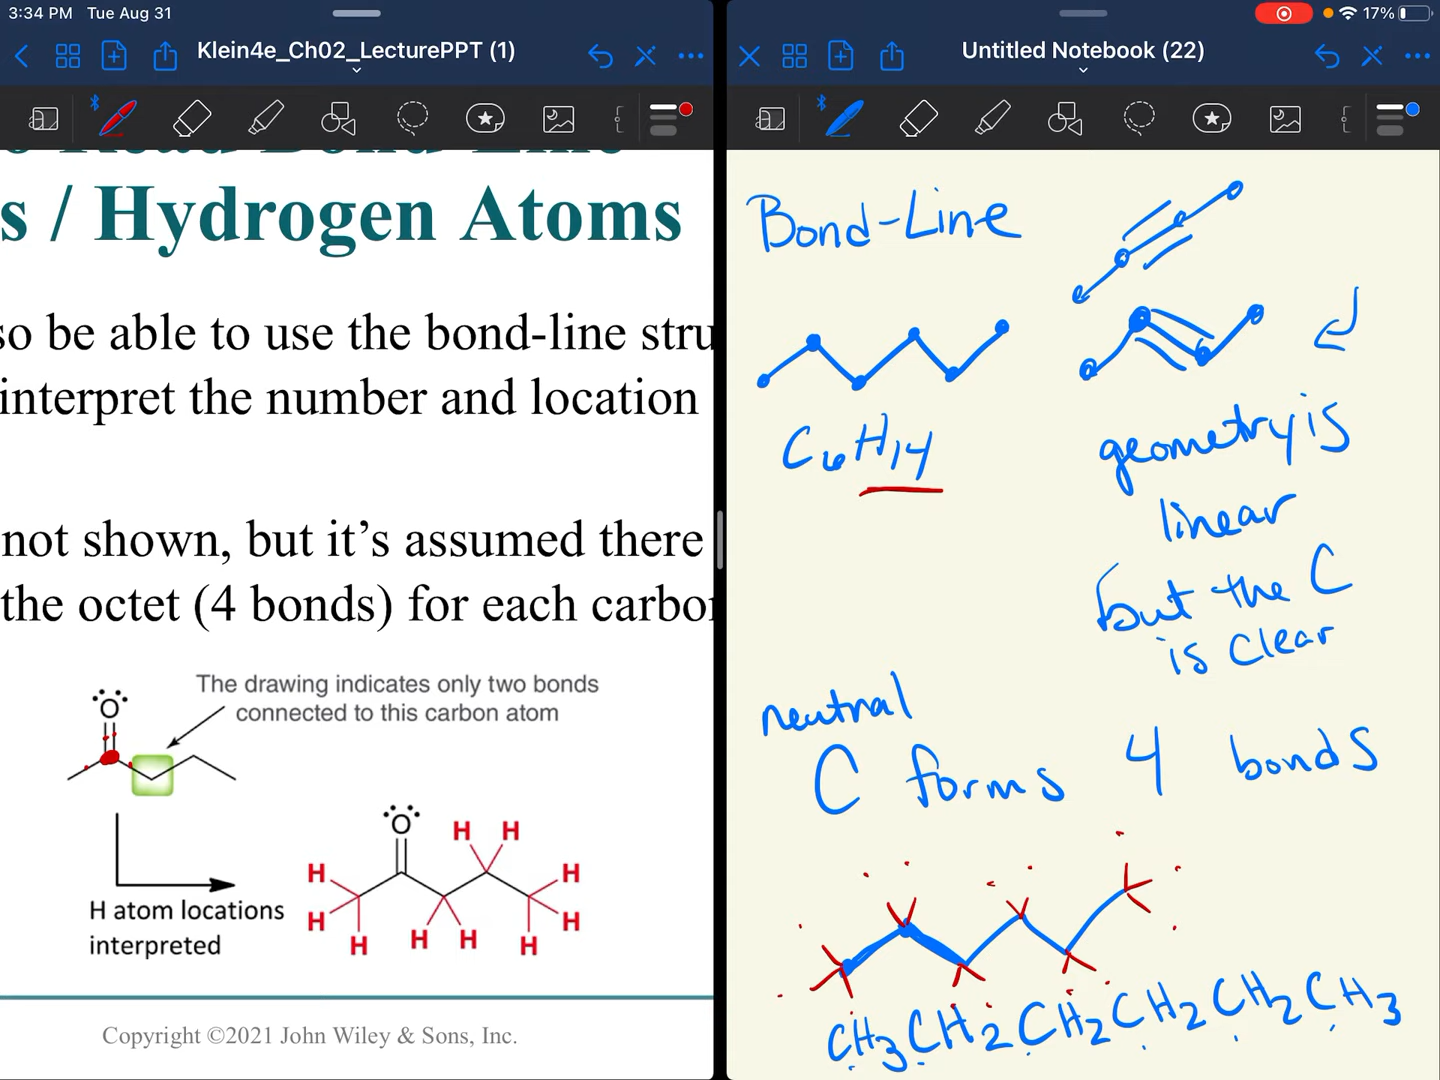 3:34 PM Tue Aug 31
17%
Klein4e_Ch02_LecturePPT (1)
s / Hydrogen Atoms
so be able to use the bond-line stru
interpret the number and location
not shown, but it's assumed there
the octet (4 bonds) for each carbo
The drawing indicates only two bonds
connected to this carbon atom
O
O
H H
H H
H H
H H H H
H atom locations
interpreted
Copyright ©2021 John Wiley & Sons, Inc.
Untitled Notebook (22)
Bond-Line
C6H14
geometry is
linear
but the C
is clear
neutral
C forms 4 bonds
CH3CH2CH2CH2CH2CH3